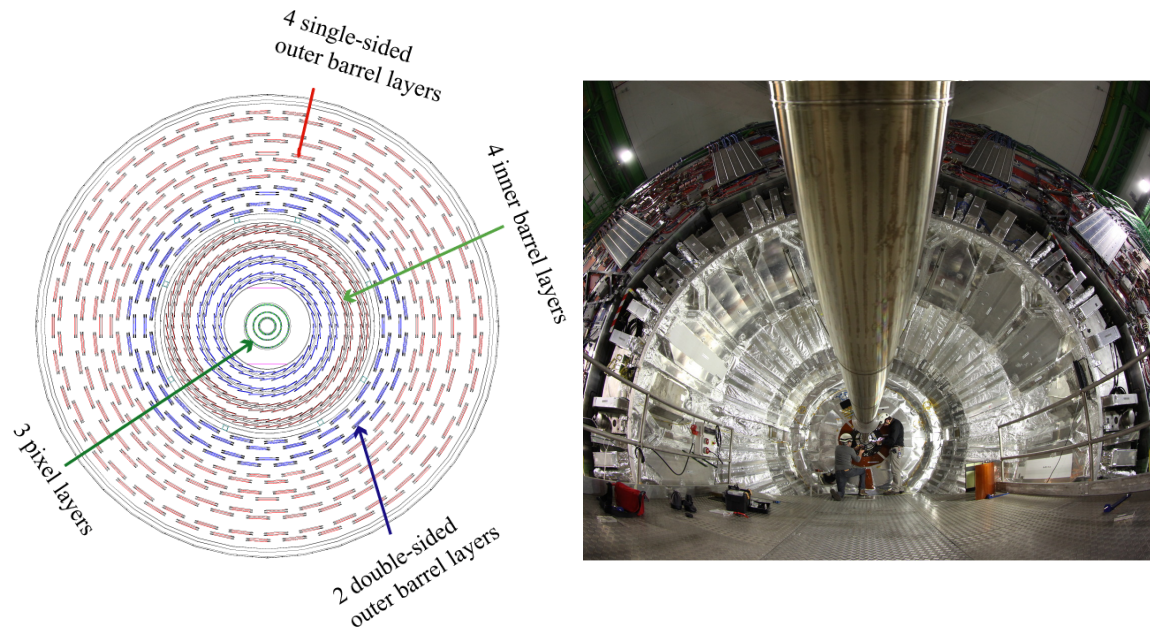 4 single-sided
outer barrel layers
4 inner barrel layers
3 pixel layers
2 double-sided
outer barrel layers